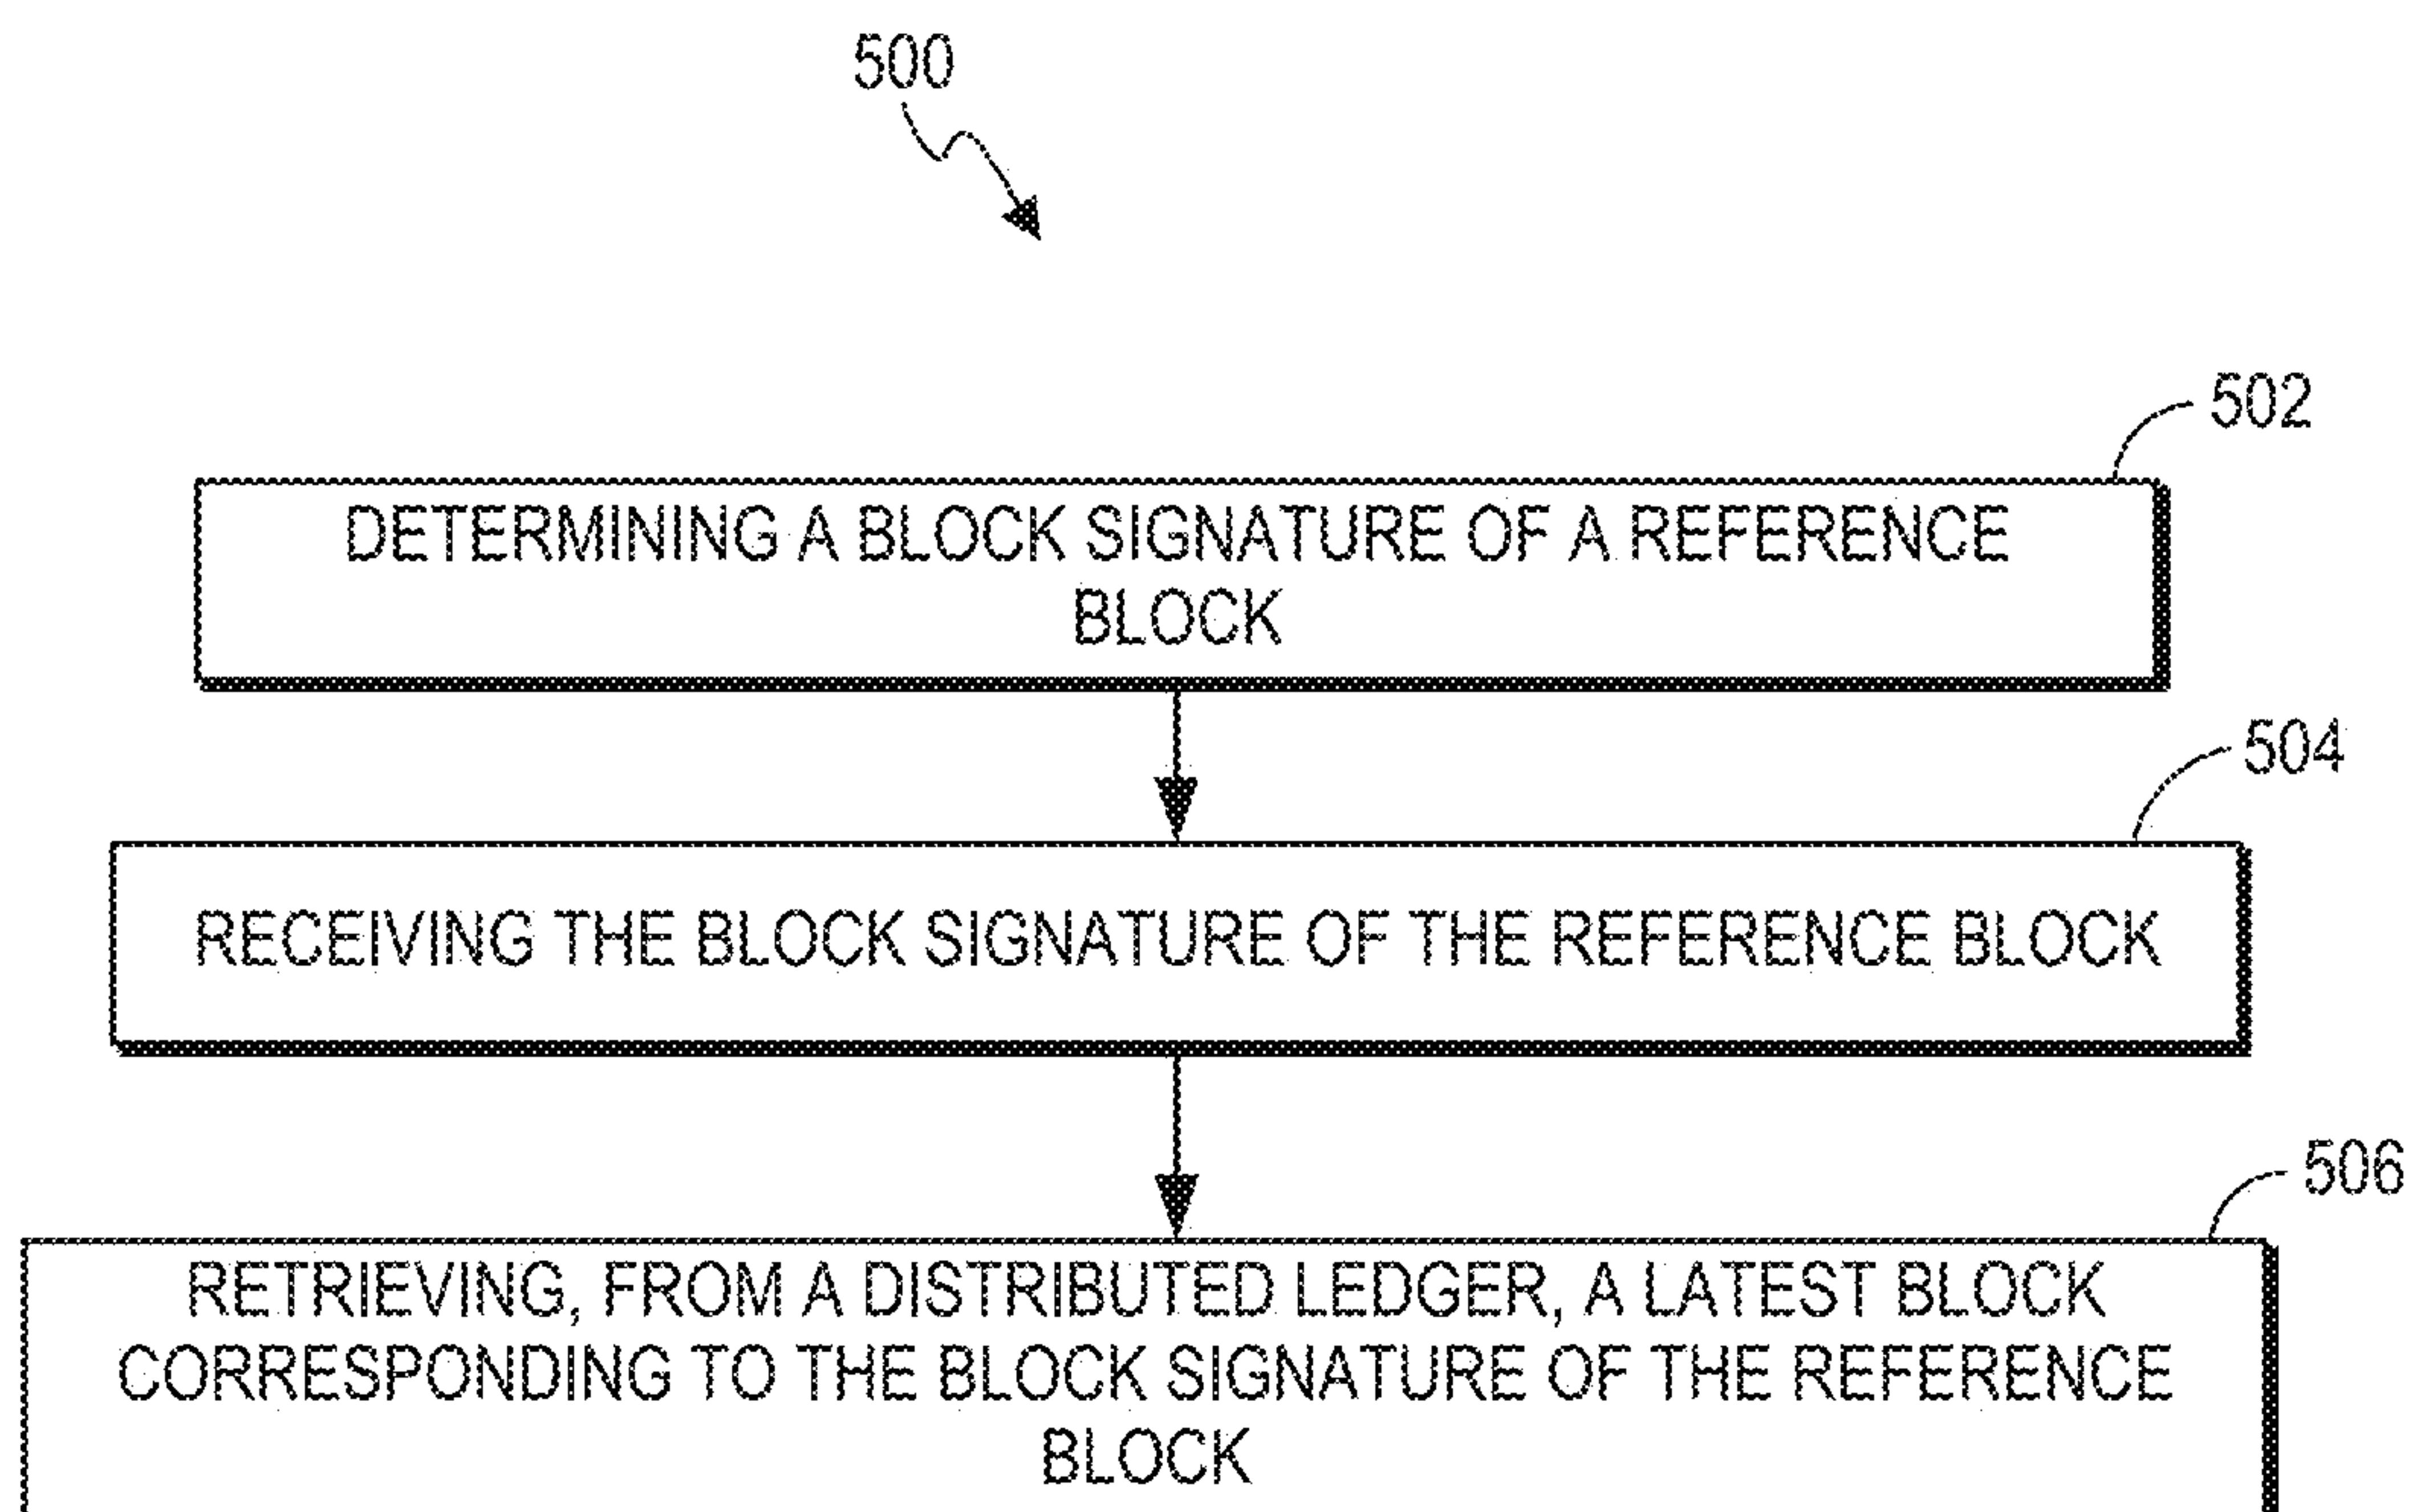 500
502
DETERMINING A BLOCK SIGNATURE OF A REFERENCE
BLOCK
504
RECEIVING THE BLOCK SIGNATURE OF THE REFERENCE BLOCK
506
RETRIEVING, FROM A DISTRIBUTED LEDGER, A LATEST BLOCK
CORRESPONDING TO THE BLOCK SIGNATURE OF THE REFERENCE
BLOCK